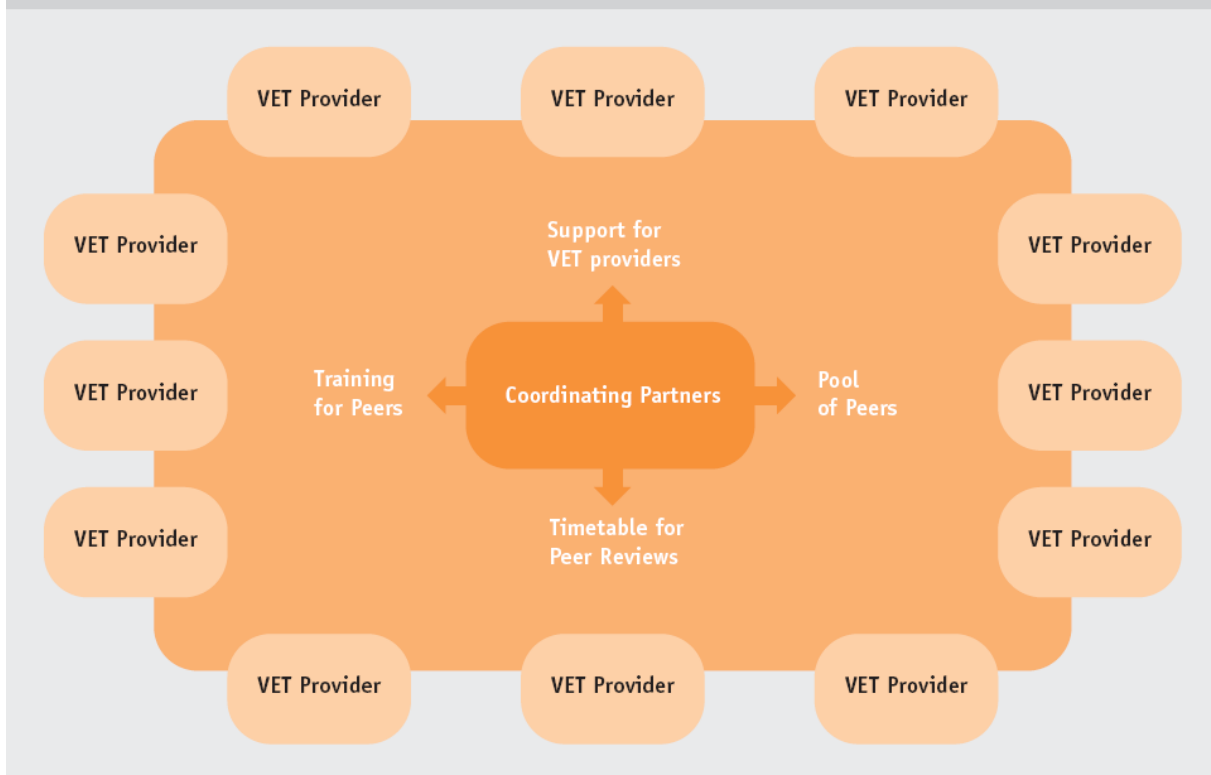 VET Provider
VET Provider
VET Provider
VET Provider
VET Provider
Support for
VET providers
VET Provider
Training
for Peers
Coordinating Partners
Pool
of Peers
VET Provider
VET Provider
Timetable for
Peer Reviews
VET Provider
VET Provider
VET Provider
VET Provider